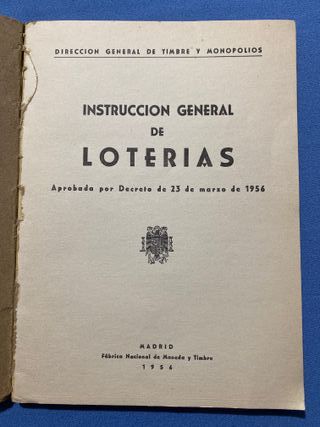 DIRECCION GENERAL DE TIMBRE Y MONOPOLIOS
INSTRUCCION GENERAL
DE
LOTERIAS
Aprobada por Decreto de 23 de marzo de 1956
MADRID
Fábrica Nacional de Moneda y Timbre
1956